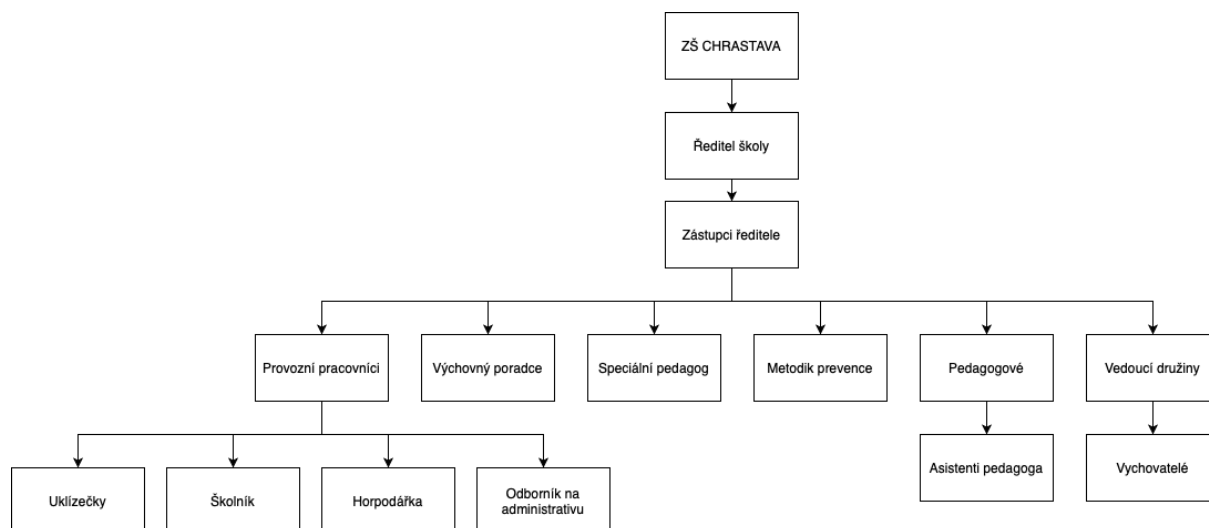 ZŠ CHRASTAVA
Ředitel školy
Zástupci ředitele
Provozní pracovníci
Výchovný poradce
Speciální pedagog
Metodik prevence
Pedagogové
Vedoucí družiny
Asistenti pedagoga
Vychovatelé
Uklízečky
Školník
Horpodářka
Odborník na
administrativu